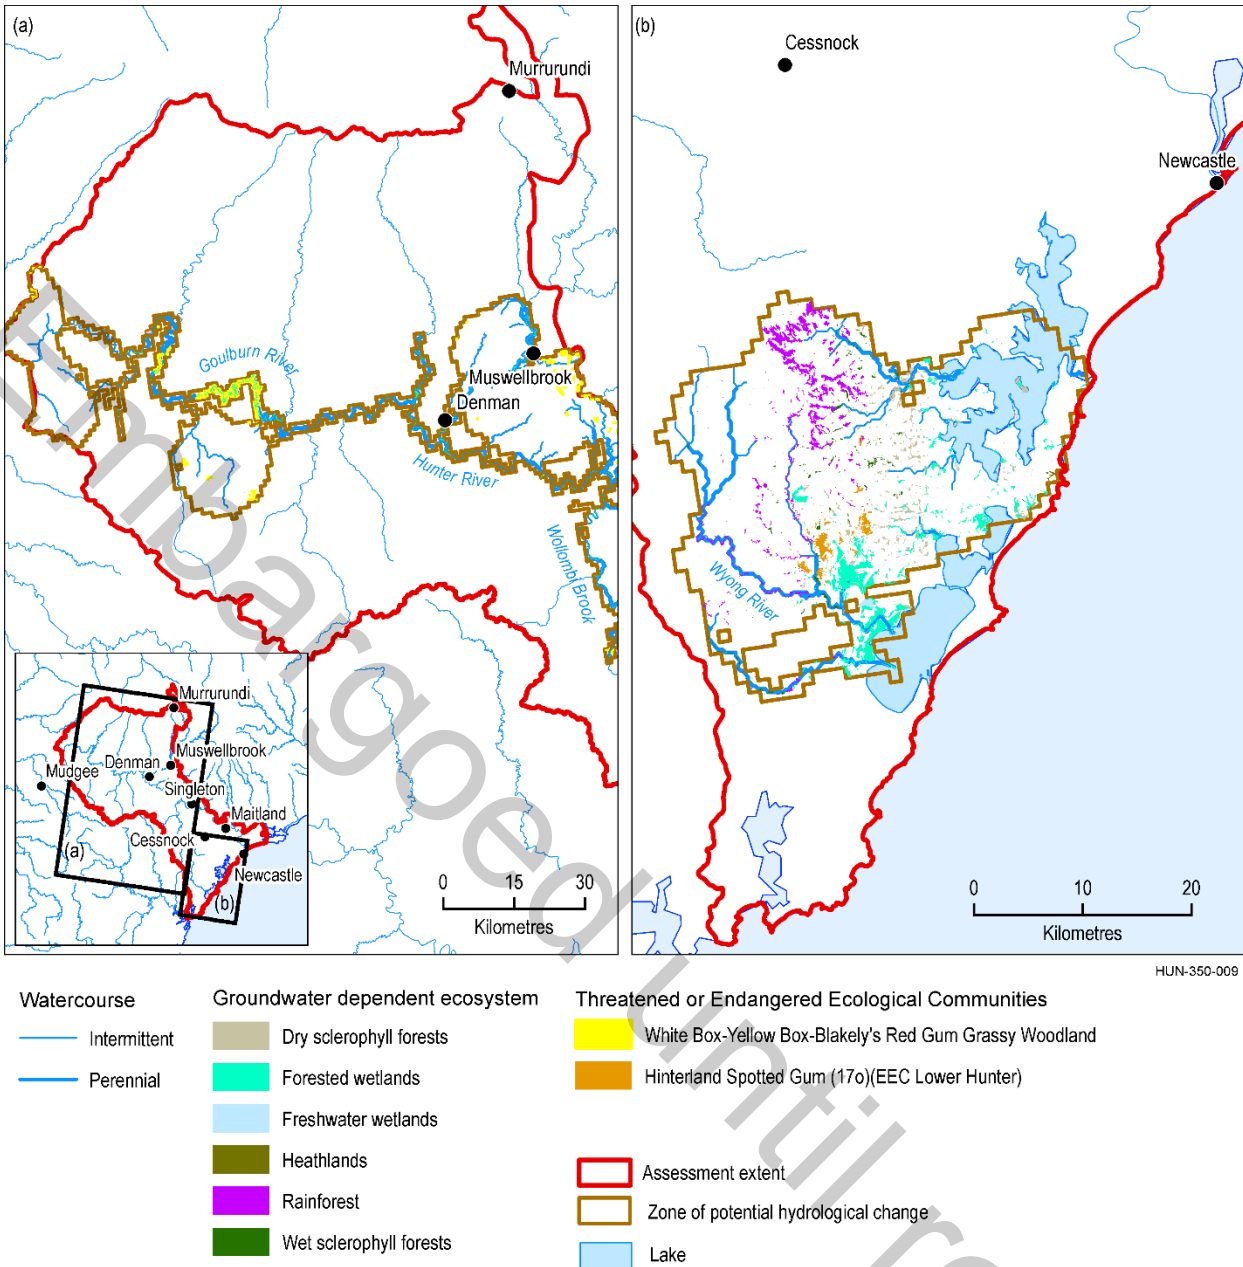 (a)
Murrurundi
Goulburn River
Muswellbrook
Denman
Hunter River
Wollombi Brook
Murrurundi
Muswellbrook
Denman
Mudgee
Singleton
Maitland
Cessnock
(a)
Newcastle
(b)
0 15 30
Kilometres
(b)
Cessnock
Newcastle
Wyong River
0 10 20
Kilometres
HUN-350-009
Embargoed until re
Watercourse
Intermittent
Perennial
Groundwater dependent ecosystem
Dry sclerophyll forests
Forested wetlands
Freshwater wetlands
Heathlands
Rainforest
Wet sclerophyll forests
Threatened or Endangered Ecological Communities
White Box-Yellow Box-Blakely's Red Gum Grassy Woodland
Hinterland Spotted Gum (17o)(EEC Lower Hunter)
Assessment extent
Zone of potential hydrological change
Lake